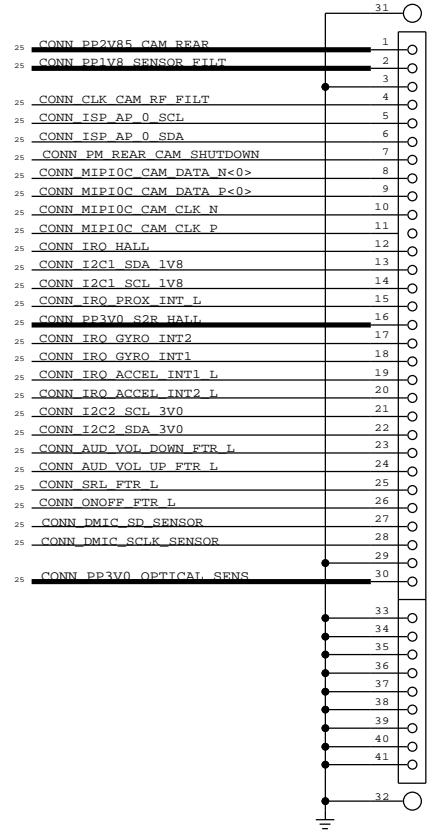 31
25 CONN_PP2V85_CAM_REAR 1
25 CONN_PP1V8_SENSOR_FILT 2
3
25 CONN_CLK_CAM_RF_FILT 4
25 CONN_ISP_AP_0_SCL 5
25 CONN_ISP_AP_0_SDA 6
25 CONN_PM_REAR_CAM_SHUTDOWN 7
25 CONN_MIPI0C_CAM_DATA_N<0> 8
25 CONN_MIPI0C_CAM_DATA_P<0> 9
25 CONN_MIPI0C_CAM_CLK_N 10
25 CONN_MIPI0C_CAM_CLK_P 11
25 CONN_IRQ_HALL 12
25 CONN_I2C1_SDA_1V8 13
25 CONN_I2C1_SCL_1V8 14
25 CONN_IRQ_PROX_INT_L 15
25 CONN_PP3V0_S2R_HALL 16
25 CONN_IRQ_GYRO_INT2 17
25 CONN_IRQ_GYRO_INT1 18
25 CONN_IRQ_ACCEL_INT1_L 19
25 CONN_IRQ_ACCEL_INT2_L 20
25 CONN_I2C2_SCL_3V0 21
25 CONN_I2C2_SDA_3V0 22
25 CONN_AUD_VOL_DOWN_FTR_L 23
25 CONN_AUD_VOL_UP_FTR_L 24
25 CONN_SRL_FTR_L 25
25 CONN_ONOFF_FTR_L 26
25 CONN_DMIC_SD_SENSOR 27
25 CONN_DMIC_SCLK_SENSOR 28
29
25 CONN_PP3V0_OPTICAL_SENS 30
33
34
35
36
37
38
39
40
41
32